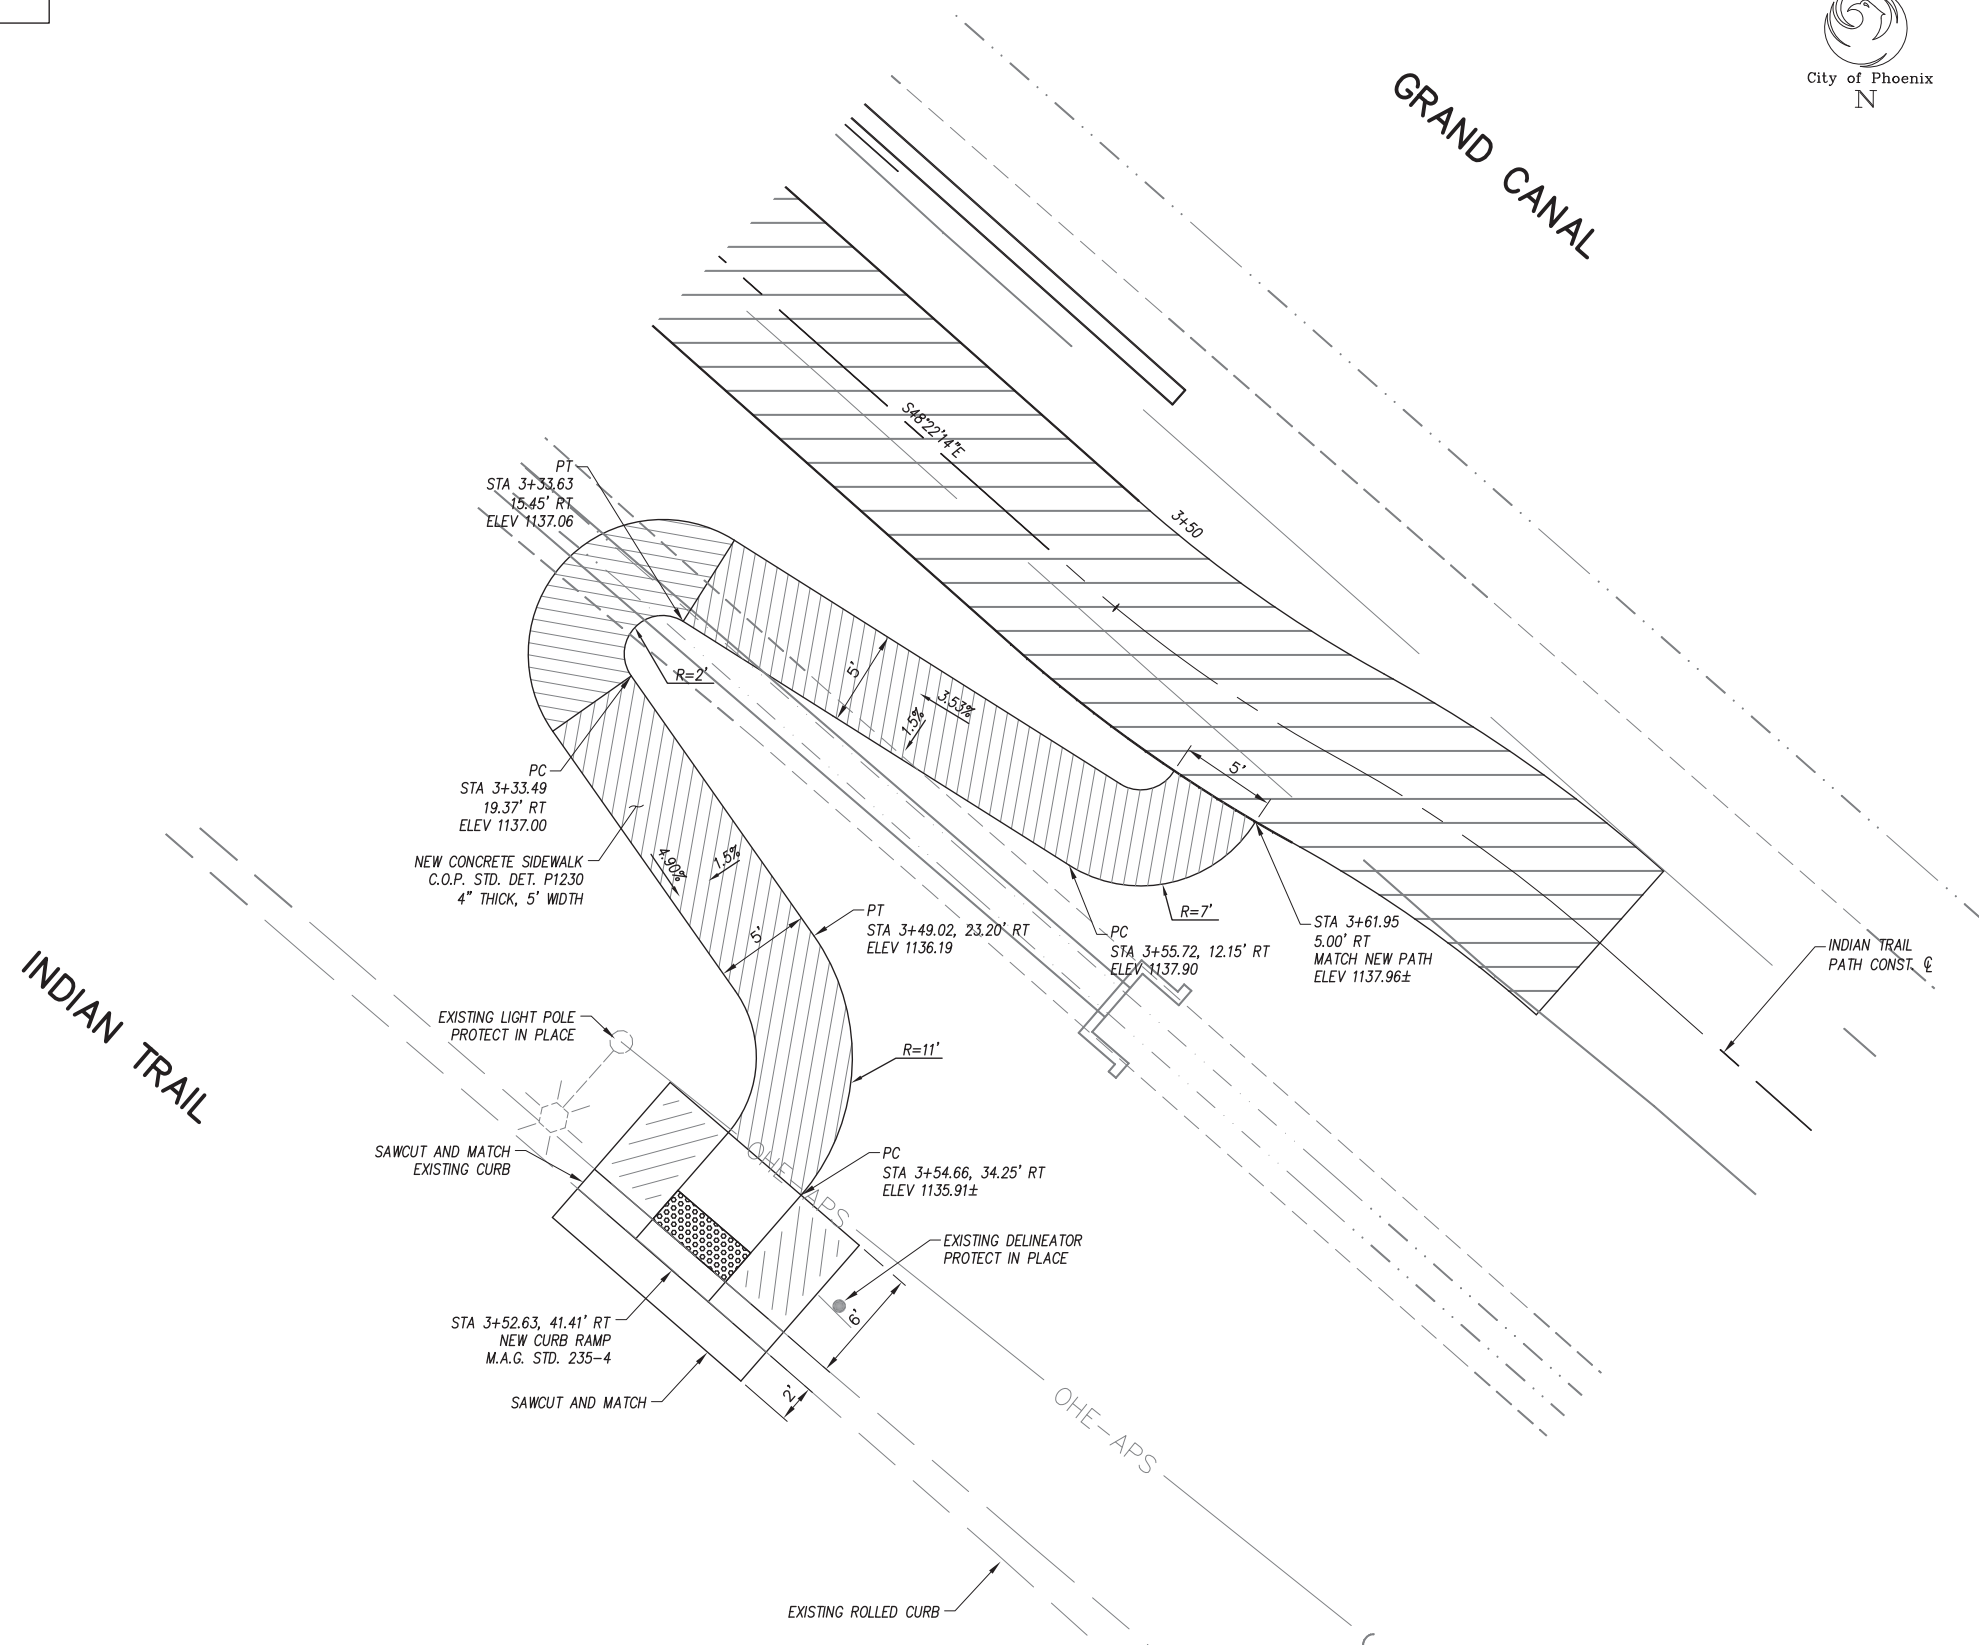 City of Phoenix
N
GRAND CANAL
S48°22'14"E
3+50
PT
STA 3+33.63
15.45' RT
ELEV 1137.06
R=2'
5'
3.53%
1.5%
5'
PC
STA 3+33.49
19.37' RT
ELEV 1137.00
NEW CONCRETE SIDEWALK
C.O.P. STD. DET. P1230
4" THICK, 5' WIDTH
4.90%
1.5%
5'
PT
STA 3+49.02, 23.20' RT
ELEV 1136.19
PC
STA 3+55.72, 12.15' RT
ELEV 1137.90
R=7'
STA 3+61.95
5.00' RT
MATCH NEW PATH
ELEV 1137.96±
INDIAN TRAIL
PATH CONST. ℄
INDIAN TRAIL
EXISTING LIGHT POLE
PROTECT IN PLACE
R=11'
SAWCUT AND MATCH
EXISTING CURB
OHE-APS
PC
STA 3+54.66, 34.25' RT
ELEV 1135.91±
EXISTING DELINEATOR
PROTECT IN PLACE
6'
STA 3+52.63, 41.41' RT
NEW CURB RAMP
M.A.G. STD. 235-4
SAWCUT AND MATCH
2'
OHE-APS
EXISTING ROLLED CURB